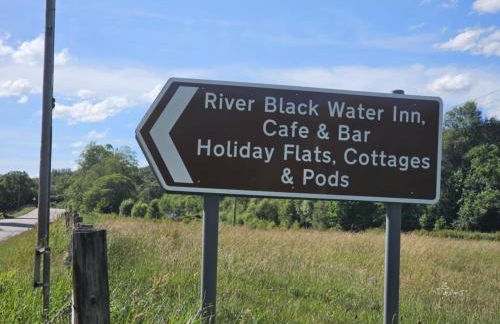 River Black Water Inn,
Cafe & Bar
Holiday Flats, Cottages
& Pods